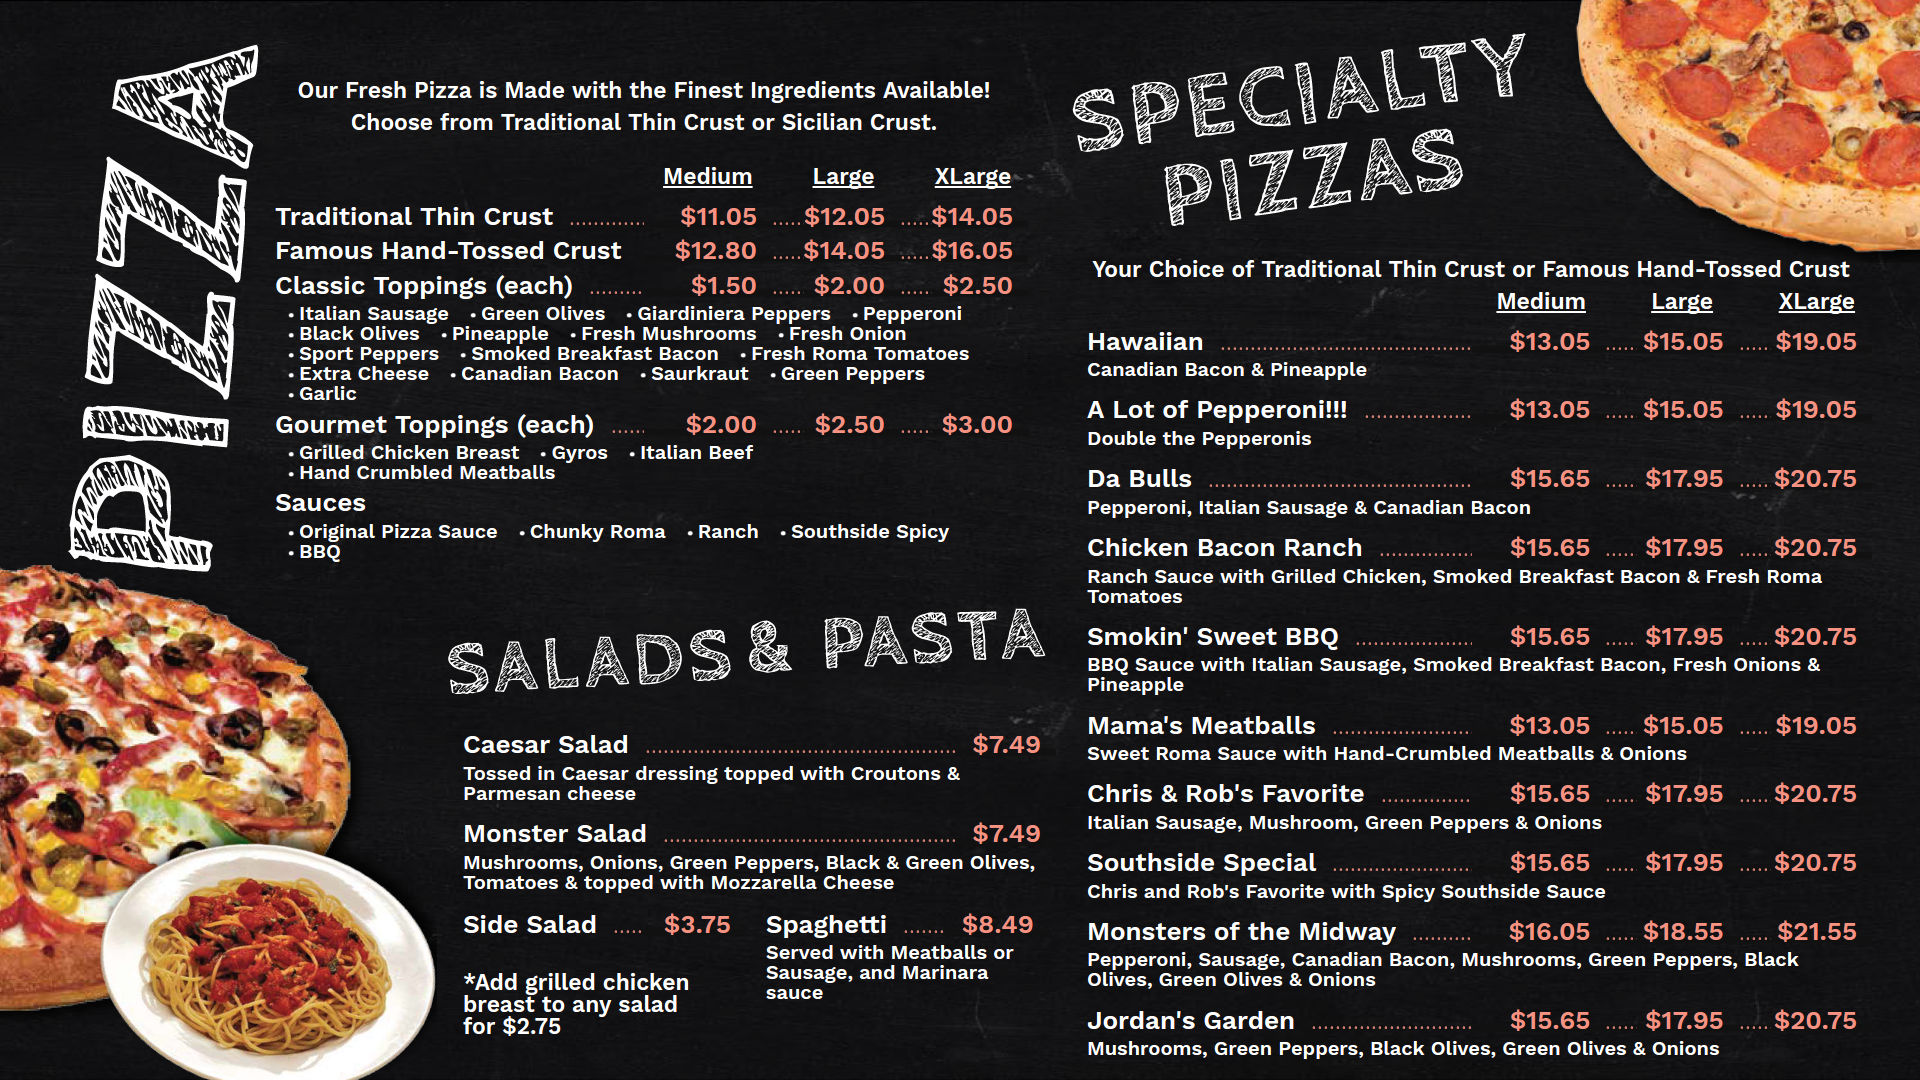 PIZZA
Our Fresh Pizza is Made with the Finest Ingredients Available!
Choose from Traditional Thin Crust or Sicilian Crust.
Medium Large XLarge
Traditional Thin Crust ............. $11.05 ..... $12.05 ..... $14.05
Famous Hand-Tossed Crust $12.80 ..... $14.05 ..... $16.05
Classic Toppings (each) ......... $1.50 ..... $2.00 ..... $2.50
• Italian Sausage • Green Olives • Giardiniera Peppers • Pepperoni
• Black Olives • Pineapple • Fresh Mushrooms • Fresh Onion
• Sport Peppers • Smoked Breakfast Bacon • Fresh Roma Tomatoes
• Extra Cheese • Canadian Bacon • Saurkraut • Green Peppers
• Garlic
Gourmet Toppings (each) ...... $2.00 ..... $2.50 ..... $3.00
• Grilled Chicken Breast • Gyros • Italian Beef
• Hand Crumbled Meatballs
Sauces
• Original Pizza Sauce • Chunky Roma • Ranch • Southside Spicy
• BBQ
SALADS & PASTA
Caesar Salad ..................................................... $7.49
Tossed in Caesar dressing topped with Croutons &
Parmesan cheese
Monster Salad .................................................. $7.49
Mushrooms, Onions, Green Peppers, Black & Green Olives,
Tomatoes & topped with Mozzarella Cheese
Side Salad ..... $3.75
*Add grilled chicken
breast to any salad
for $2.75
Spaghetti ....... $8.49
Served with Meatballs or
Sausage, and Marinara
sauce
SPECIALTY
PIZZAS
Your Choice of Traditional Thin Crust or Famous Hand-Tossed Crust
Medium Large XLarge
Hawaiian .......................................... $13.05 ..... $15.05 ..... $19.05
Canadian Bacon & Pineapple
A Lot of Pepperoni!!! .................. $13.05 ..... $15.05 ..... $19.05
Double the Pepperonis
Da Bulls ............................................ $15.65 ..... $17.95 ..... $20.75
Pepperoni, Italian Sausage & Canadian Bacon
Chicken Bacon Ranch ................ $15.65 ..... $17.95 ..... $20.75
Ranch Sauce with Grilled Chicken, Smoked Breakfast Bacon & Fresh Roma
Tomatoes
Smokin' Sweet BBQ .................... $15.65 ..... $17.95 ..... $20.75
BBQ Sauce with Italian Sausage, Smoked Breakfast Bacon, Fresh Onions &
Pineapple
Mama's Meatballs ........................ $13.05 ..... $15.05 ..... $19.05
Sweet Roma Sauce with Hand-Crumbled Meatballs & Onions
Chris & Rob's Favorite ............... $15.65 ..... $17.95 ..... $20.75
Italian Sausage, Mushroom, Green Peppers & Onions
Southside Special ....................... $15.65 ..... $17.95 ..... $20.75
Chris and Rob's Favorite with Spicy Southside Sauce
Monsters of the Midway .......... $16.05 ..... $18.55 ..... $21.55
Pepperoni, Sausage, Canadian Bacon, Mushrooms, Green Peppers, Black
Olives, Green Olives & Onions
Jordan's Garden ........................... $15.65 ..... $17.95 ..... $20.75
Mushrooms, Green Peppers, Black Olives, Green Olives & Onions